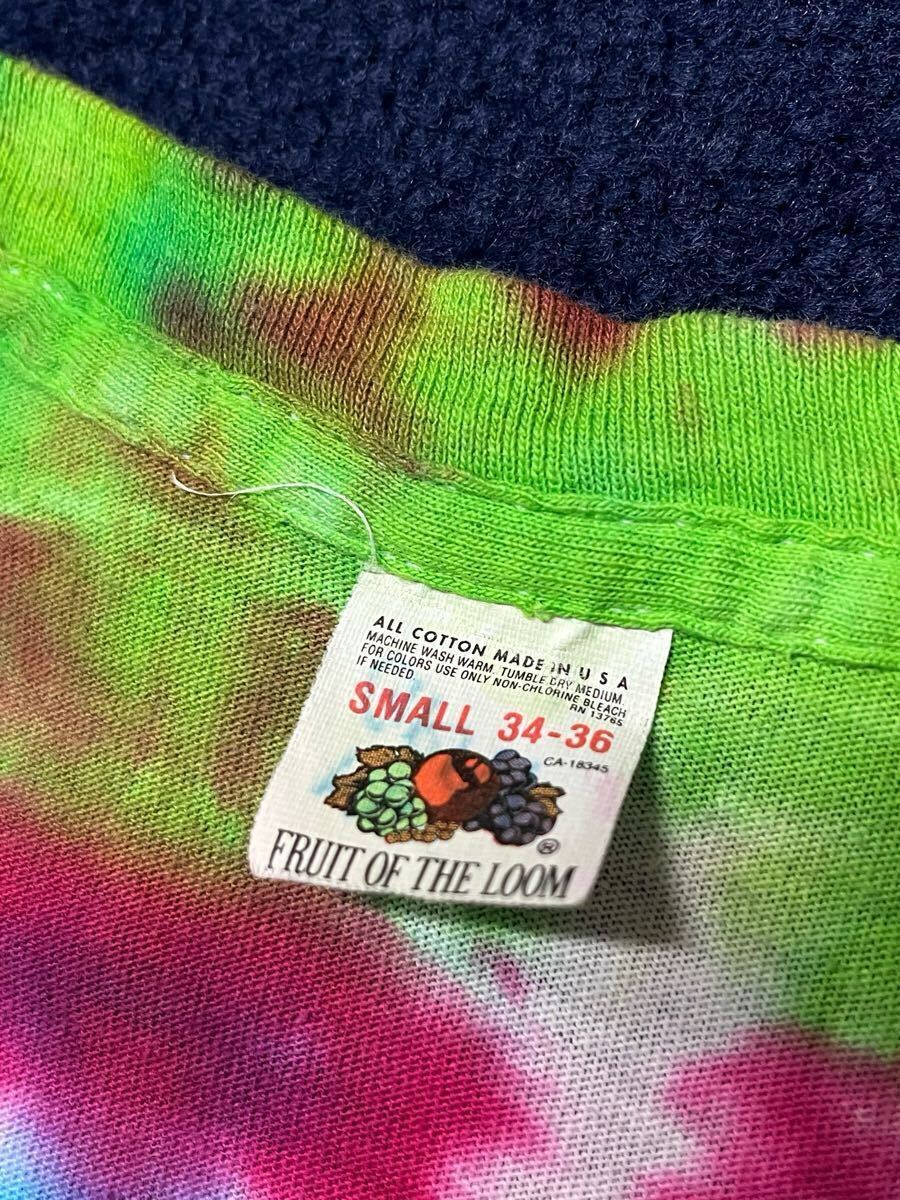 ALL COTTON MADE IN U S A
MACHINE WASH WARM, TUMBLE DRY MEDIUM.
FOR COLORS USE ONLY NON-CHLORINE BLEACH
IF NEEDED
RN 13765
SMALL 34-36
CA-18345
FRUIT OF THE LOOM®